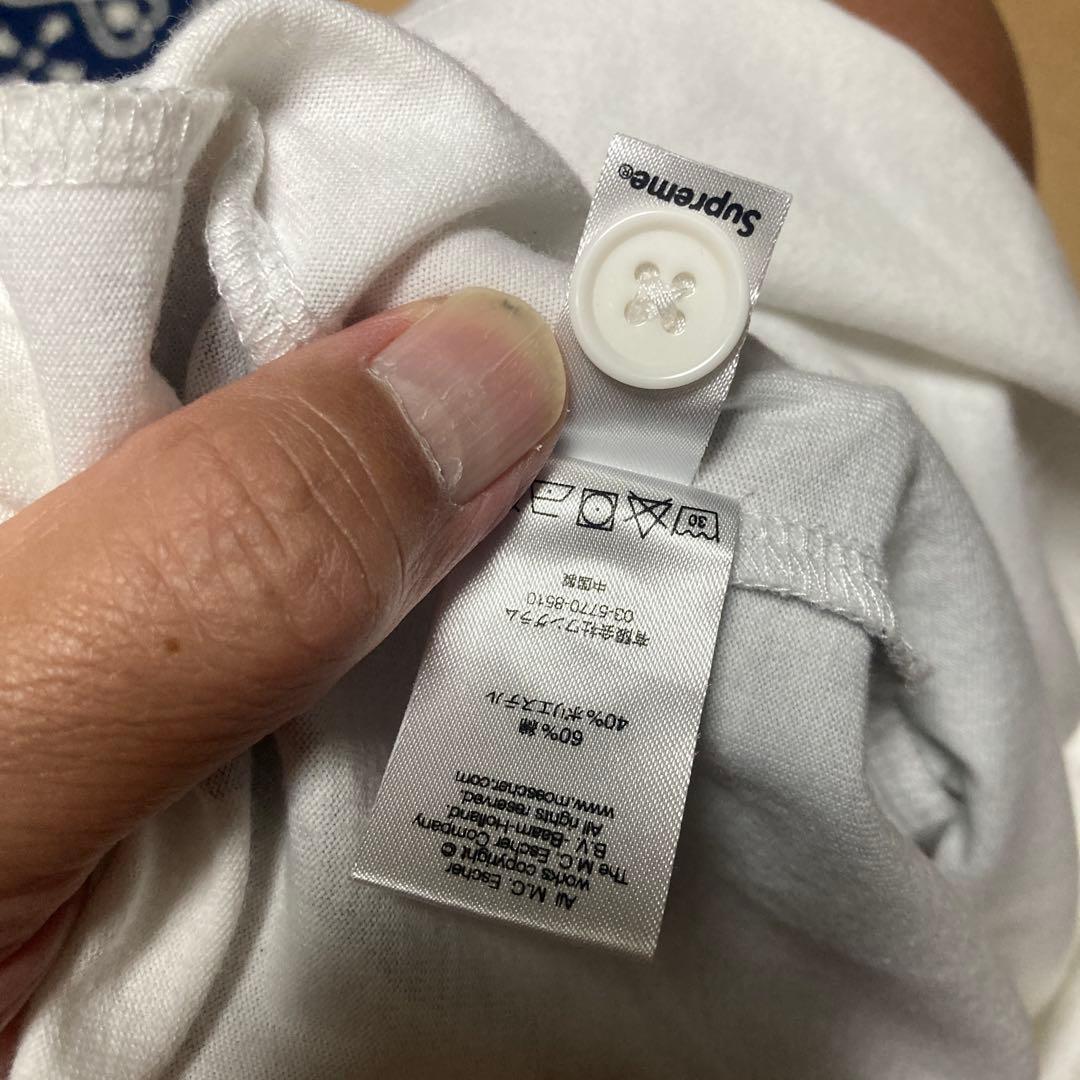 Supreme®
30
中国製
03-5770-8510
有限会社ワングラム
40%ポリエステル
60% 綿
www.mcescher.com
All rights reserved.
B.V. -Baarn-Holland.
The M.C. Escher Company
works copyright ©
All M.C. Escher